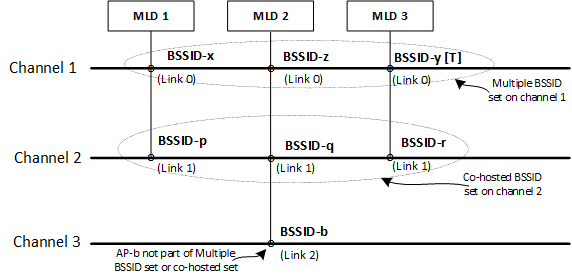 MLD 1 MLD 2 MLD 3
BSSID-x BSSID-z BSSID-y [T]
Channel 1
(Link 0) (Link 0) (Link 0)
Multiple BSSID
set on channel 1
BSSID-p BSSID-q BSSID-r
Channel 2
(Link 1) (Link 1) (Link 1)
Co-hosted BSSID
set on channel 2
BSSID-b
Channel 3
AP-b not part of Multiple
BSSID set or co-hosted set
(Link 2)